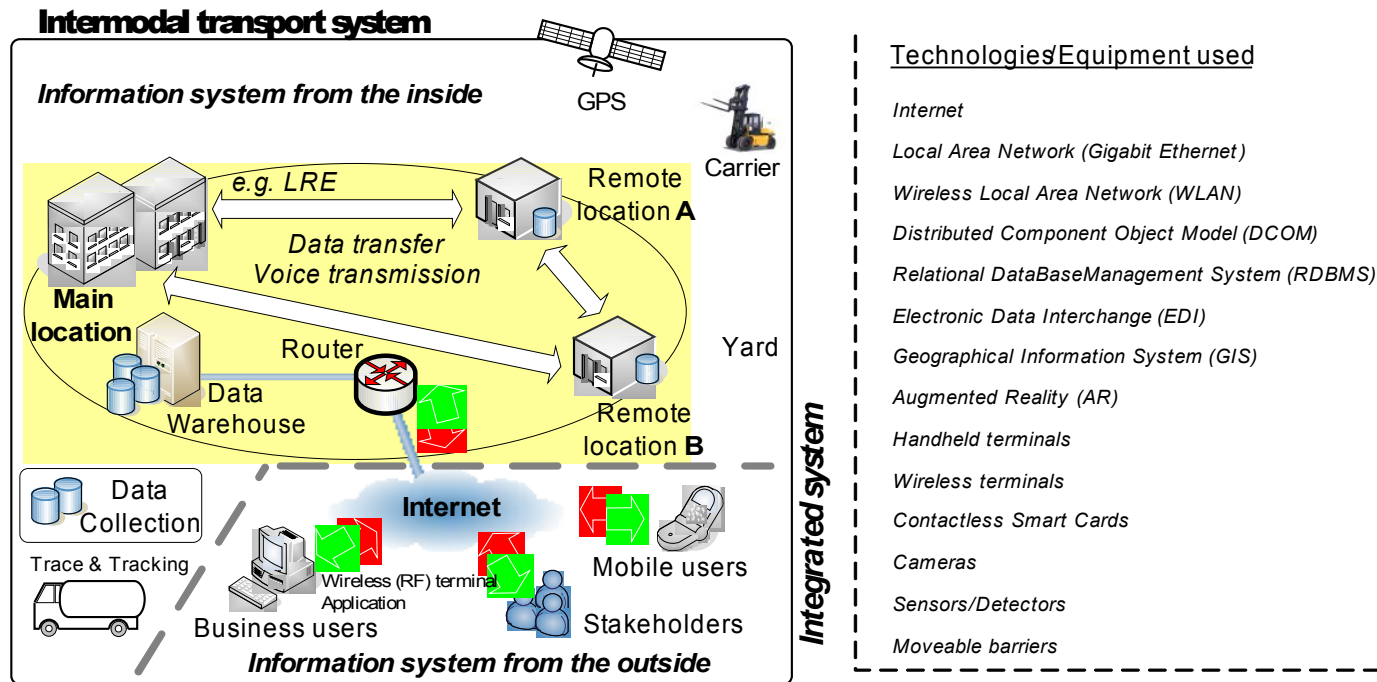 Intermodal transport system
Information system from the inside
GPS
Carrier
e.g. LRE
Remote
location A
Data transfer
Voice transmission
Main
location
Router
Yard
Data
Warehouse
Remote
location B
Data
Collection
Internet
Trace & Tracking
Wireless (RF) terminal
Application
Mobile users
Business users
Stakeholders
Information system from the outside
Integrated system
Technologies/Equipment used
Internet
Local Area Network (Gigabit Ethernet)
Wireless Local Area Network (WLAN)
Distributed Component Object Model (DCOM)
Relational DataBaseManagement System (RDBMS)
Electronic Data Interchange (EDI)
Geographical Information System (GIS)
Augmented Reality (AR)
Handheld terminals
Wireless terminals
Contactless Smart Cards
Cameras
Sensors/Detectors
Moveable barriers